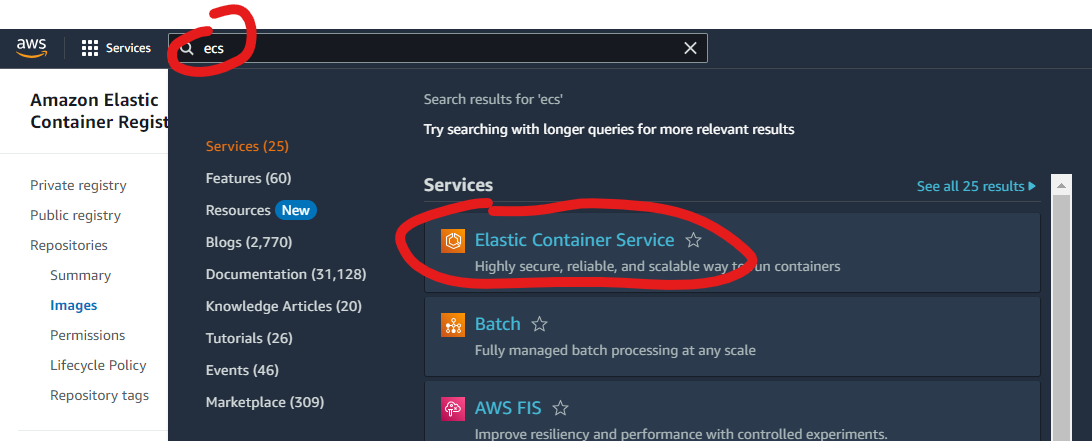 aws
Services
ecs
Amazon Elastic
Container Regist
Private registry
Public registry
Repositories
Summary
Images
Permissions
Lifecycle Policy
Repository tags
Services (25)
Features (60)
Resources New
Blogs (2,770)
Documentation (31,128)
Knowledge Articles (20)
Tutorials (26)
Events (46)
Marketplace (309)
Search results for 'ecs'
Try searching with longer queries for more relevant results
Services
See all 25 results
Elastic Container Service
Highly secure, reliable, and scalable way to run containers
Batch
Fully managed batch processing at any scale
AWS FIS
Improve resiliency and performance with controlled experiments.